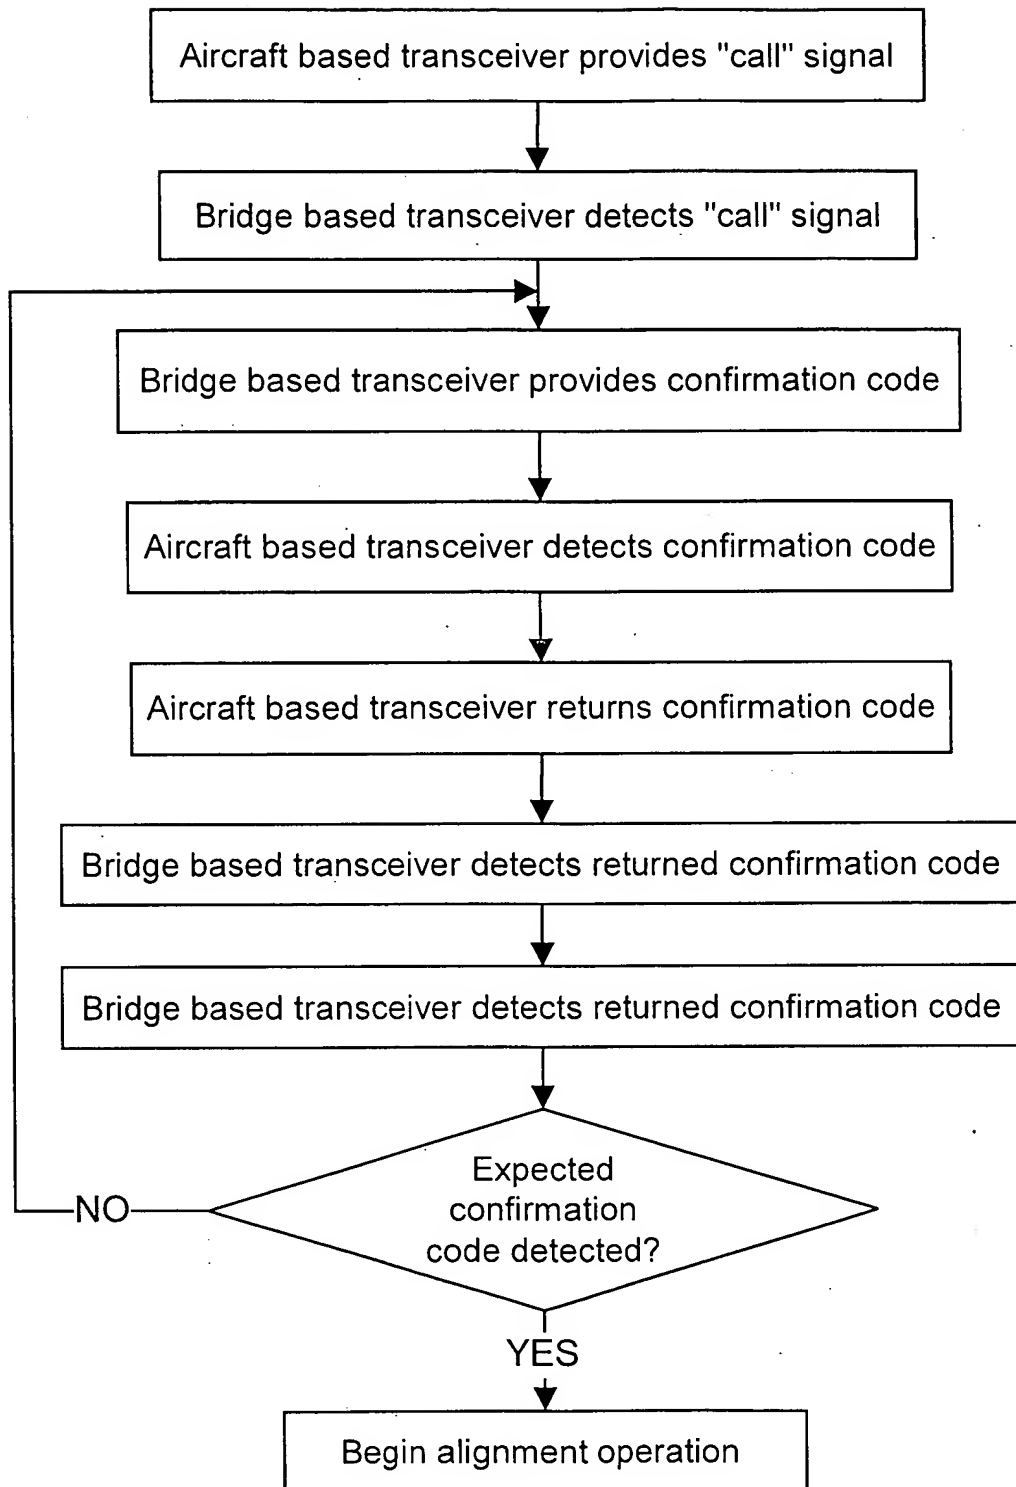 Aircraft based transceiver provides "call" signal
Bridge based transceiver detects "call" signal
Bridge based transceiver provides confirmation code
Aircraft based transceiver detects confirmation code
Aircraft based transceiver returns confirmation code
Bridge based transceiver detects returned confirmation code
Bridge based transceiver detects returned confirmation code
Expected
confirmation
code detected?
NO
YES
Begin alignment operation